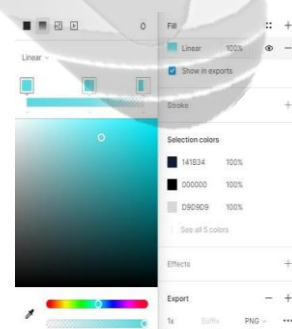 Fill
Linear 100%
Linear
Show in exports
Stroke
Selection colors
141B34 100%
000000 100%
D9D9D9 100%
See all 5 colors
Effects
Export
1x Suffix PNG